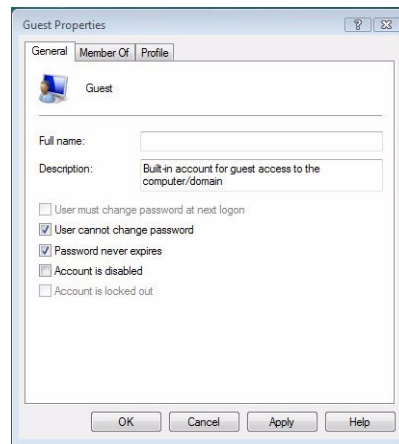 Guest Properties
General Member Of Profile
Guest
Full name:
Description: Built-in account for guest access to the
computer/domain
User must change password at next logon
User cannot change password
Password never expires
Account is disabled
Account is locked out
OK Cancel Apply Help